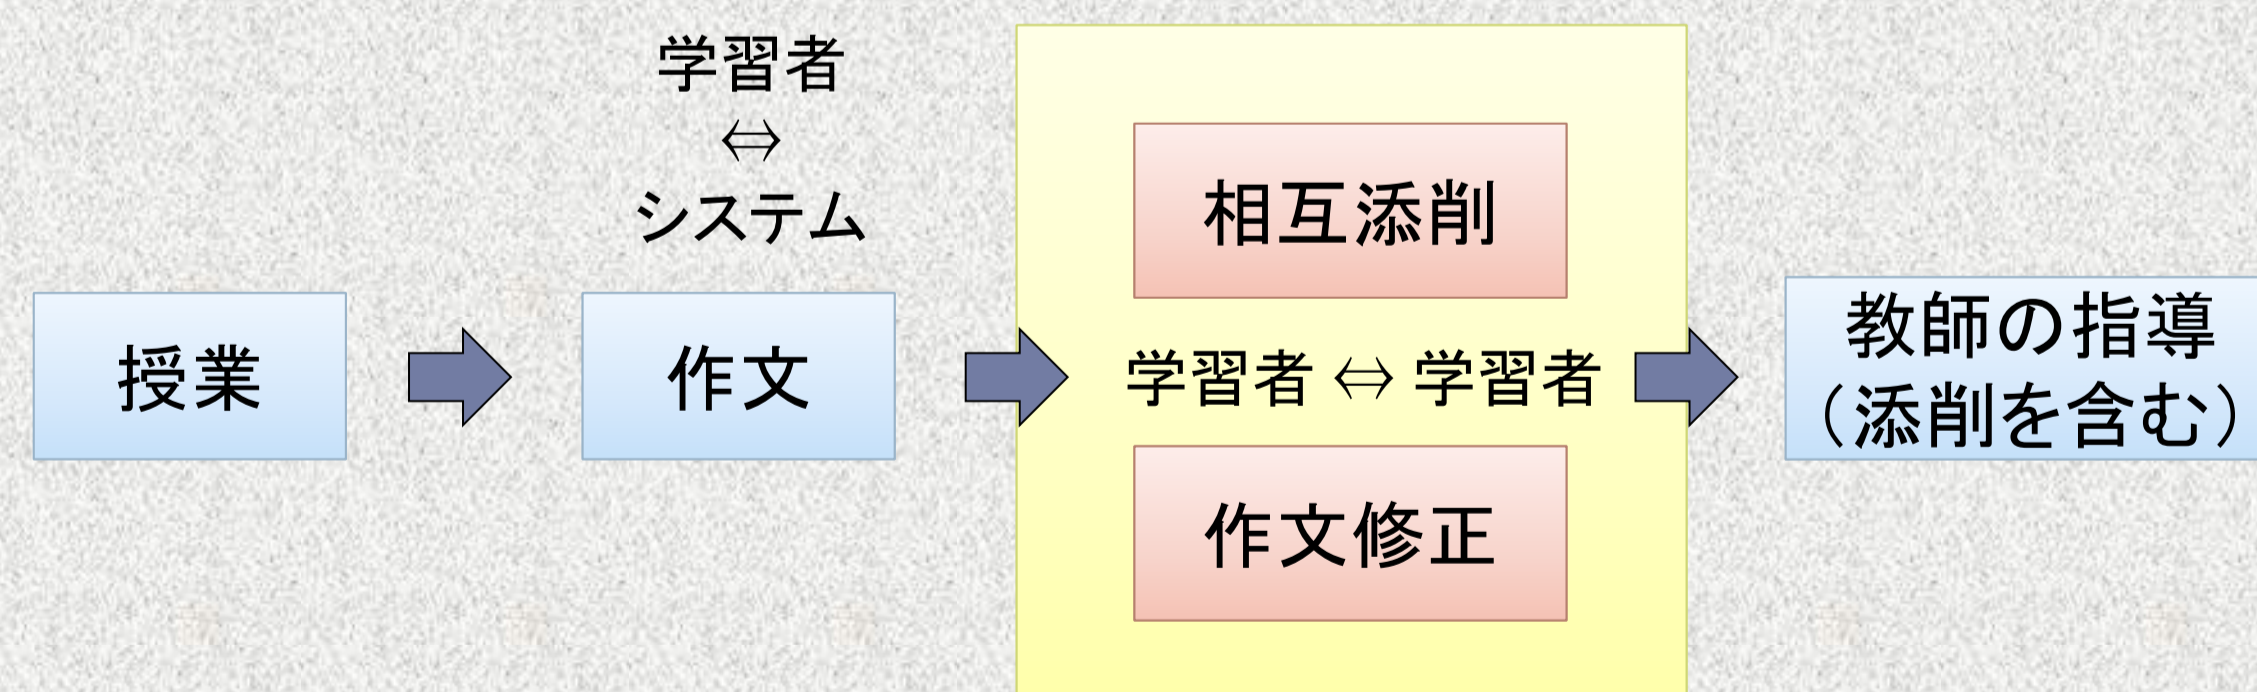 学習者
⇔
システム
授業
作文
相互添削
学習者 ⇔ 学習者
作文修正
教師の指導
（添削を含む）